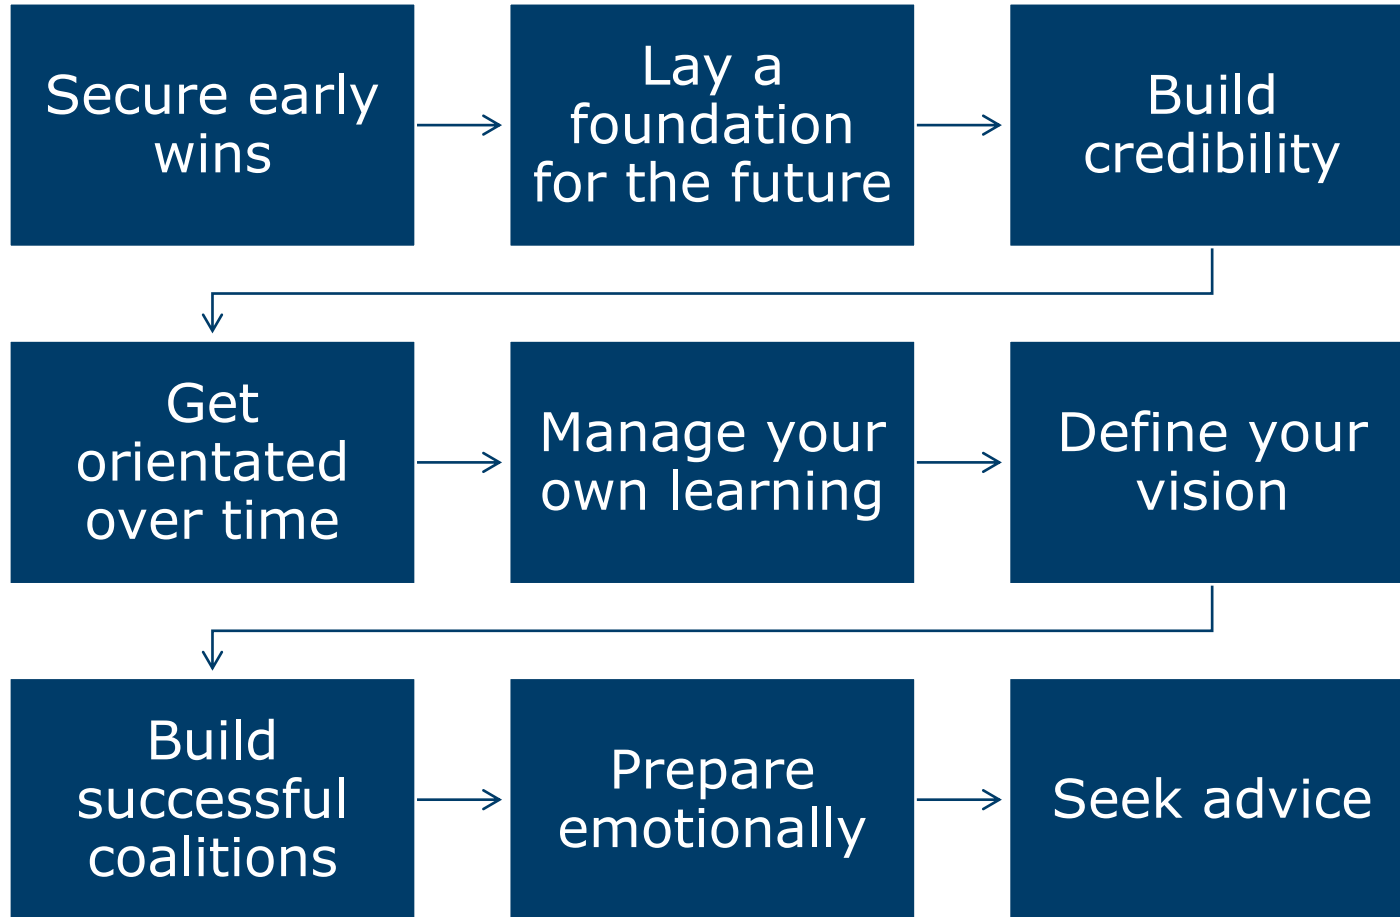 Secure early
wins
Lay a
foundation
for the future
Build
credibility
Get
orientated
over time
Manage your
own learning
Define your
vision
Build
successful
coalitions
Prepare
emotionally
Seek advice